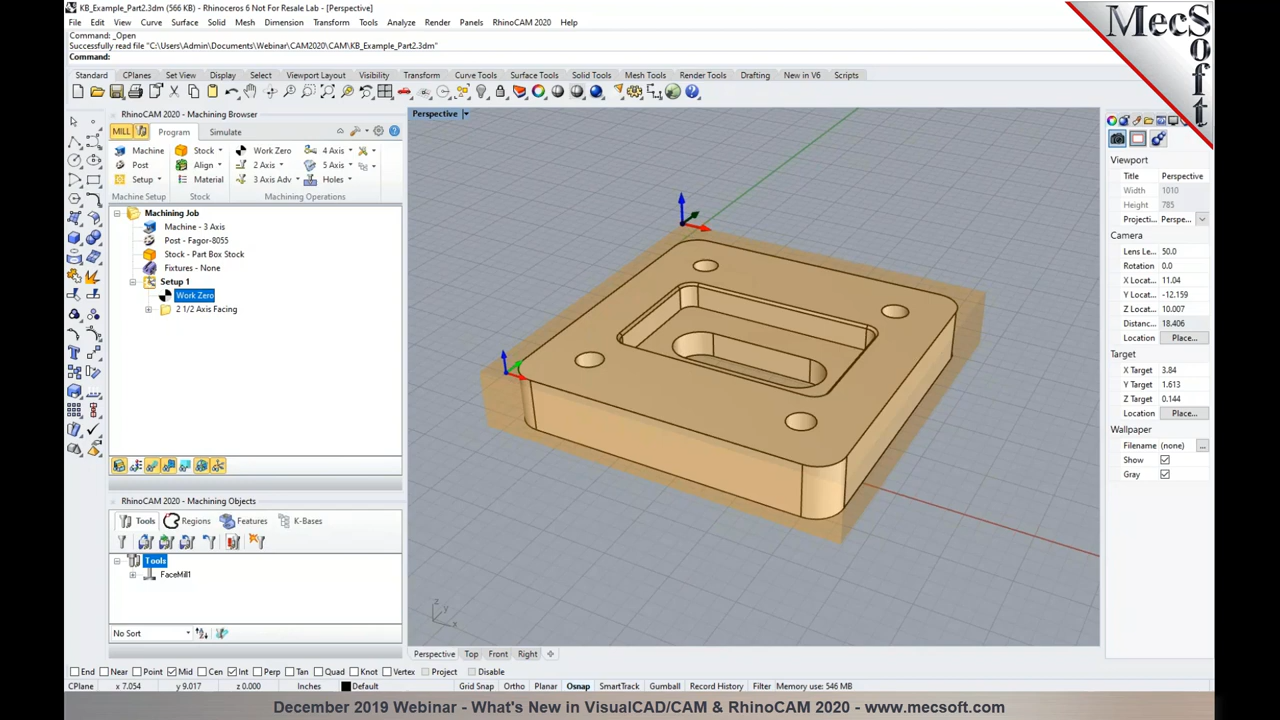 KB_Example_Part2.3dm (566 KB) - Rhinoceros 6 Not For Resale Lab - [Perspective]
File Edit View Curve Surface Solid Mesh Dimension Transform Tools Analyze Render Panels RhinoCAM 2020 Help
Command: _Open
Successfully read file "C:\Users\Admin\Documents\Webinar\CAM2020\CAM\KB_Example_Part2.3dm"
Command:
Standard CPlanes Set View Display Select Viewport Layout Visibility Transform Curve Tools Surface Tools Solid Tools Mesh Tools Render Tools Drafting New in V6 Scripts
MecSoft
RhinoCAM 2020 - Machining Browser
MILL Program Simulate
Machine Stock Work Zero 4 Axis
Post Align 2 Axis 5 Axis
Setup Material 3 Axis Adv Holes
Machine Setup Stock Machining Operations
Machining Job
Machine - 3 Axis
Post - Fagor-8055
Stock - Part Box Stock
Fixtures - None
Setup 1
Work Zero
2 1/2 Axis Facing
RhinoCAM 2020 - Machining Objects
Tools Regions Features K-Bases
Tools
FaceMill1
No Sort
Perspective
z
y
x
Perspective Top Front Right
Viewport
Title Perspective
Width 1010
Height 785
Projecti... Perspe...
Camera
Lens Le... 50.0
Rotation 0.0
X Locat... 11.04
Y Locat... -12.159
Z Locat... 10.007
Distanc... 18.406
Location Place...
Target
X Target 3.84
Y Target 1.613
Z Target 0.144
Location Place...
Wallpaper
Filename (none) ...
Show
Gray
End Near Point Mid Cen Int Perp Tan Quad Knot Vertex Project Disable
CPlane x 7.054 y 9.017 z 0.000 Inches Default Grid Snap Ortho Planar Osnap SmartTrack Gumball Record History Filter Memory use: 546 MB
December 2019 Webinar - What's New in VisualCAD/CAM & RhinoCAM 2020 - www.mecsoft.com